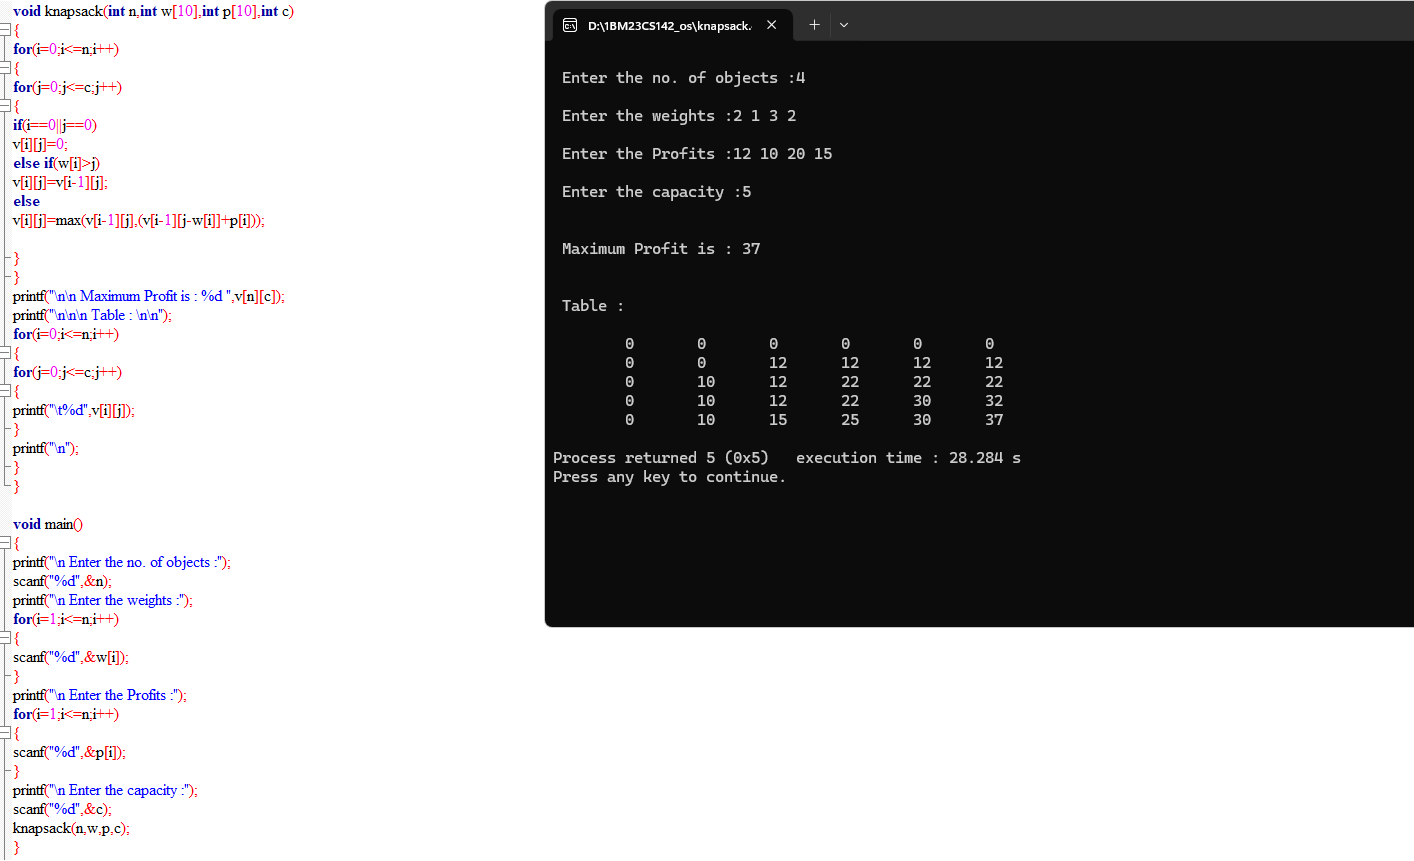 void knapsack(int n,int w[10],int p[10],int c)
{
for(i=0;i<=n;i++)
{
for(j=0;j<=c;j++)
{
if(i==0||j==0)
v[i][j]=0;
else if(w[i]>j)
v[i][j]=v[i-1][j];
else
v[i][j]=max(v[i-1][j],(v[i-1][j-w[i]]+p[i]));
}
}
printf("\n\n Maximum Profit is : %d ",v[n][c]);
printf("\n\n\n Table : \n\n");
for(i=0;i<=n;i++)
{
for(j=0;j<=c;j++)
{
printf("\t%d",v[i][j]);
}
printf("\n");
}
}
void main()
{
printf("\n Enter the no. of objects :");
scanf("%d",&n);
printf("\n Enter the weights :");
for(i=1;i<=n;i++)
{
scanf("%d",&w[i]);
}
printf("\n Enter the Profits :");
for(i=1;i<=n;i++)
{
scanf("%d",&p[i]);
}
printf("\n Enter the capacity :");
scanf("%d",&c);
knapsack(n,w,p,c);
}
D:\1BM23CS142_os\knapsack.
Enter the no. of objects :4
Enter the weights :2 1 3 2
Enter the Profits :12 10 20 15
Enter the capacity :5
Maximum Profit is : 37
Table :
0 0 0 0 0 0
0 0 12 12 12 12
0 10 12 22 22 22
0 10 12 22 30 32
0 10 15 25 30 37
Process returned 5 (0x5) execution time : 28.284 s
Press any key to continue.